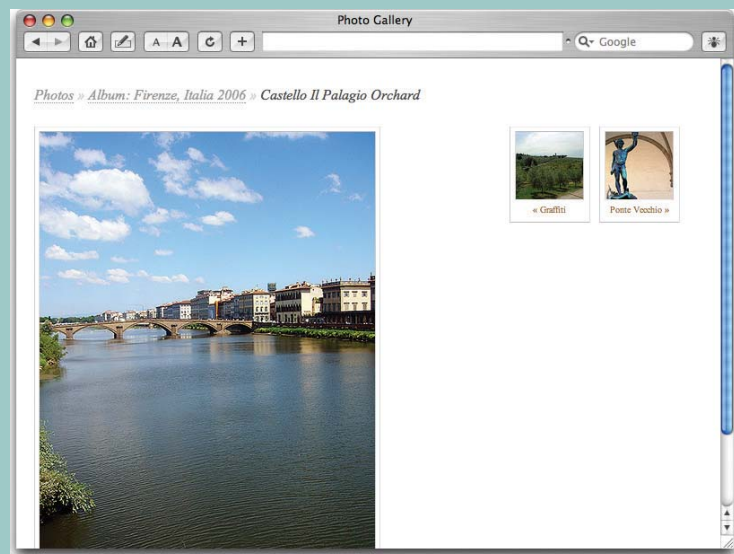 Photo Gallery
A A
Google
Photos » Album: Firenze, Italia 2006 » Castello Il Palagio Orchard
« Graffiti
Ponte Vecchio »